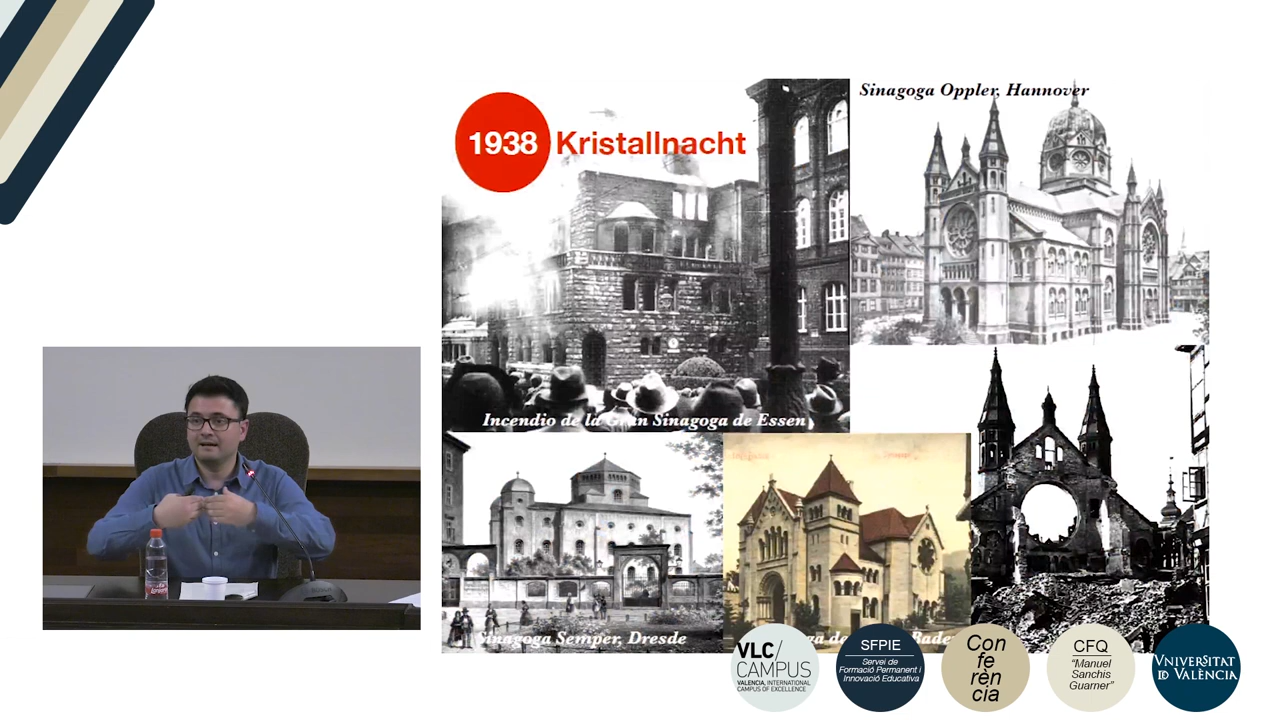 1938 Kristallnacht
Incendio de la Gran Sinagoga de Essen
Sinagoga Oppler, Hannover
Sinagoga Semper, Dresde
VLC/
CAMPUS
VALENCIA, INTERNATIONAL
CAMPUS OF EXCELLENCE
SFPIE
Servei de
Formació Permanent i
Innovació Educativa
Con
fe
rèn
cia
CFQ
“Manuel
Sanchis
Guarner”
VNIVERSITAT
ID VALÈNCIA